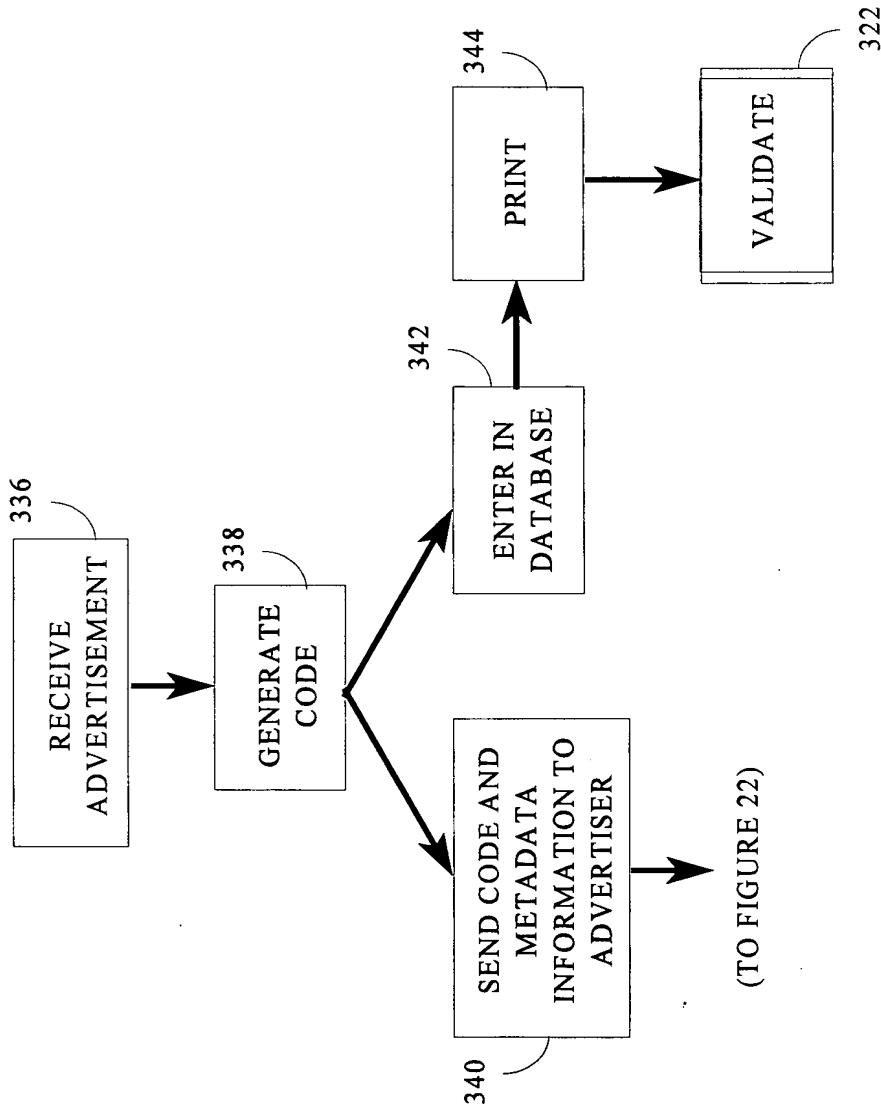 336
RECEIVE
ADVERTISEMENT
338
GENERATE
CODE
340
SEND CODE AND
METADATA
INFORMATION TO
ADVERTISER
(TO FIGURE 22)
342
ENTER IN
DATABASE
344
PRINT
322
VALIDATE